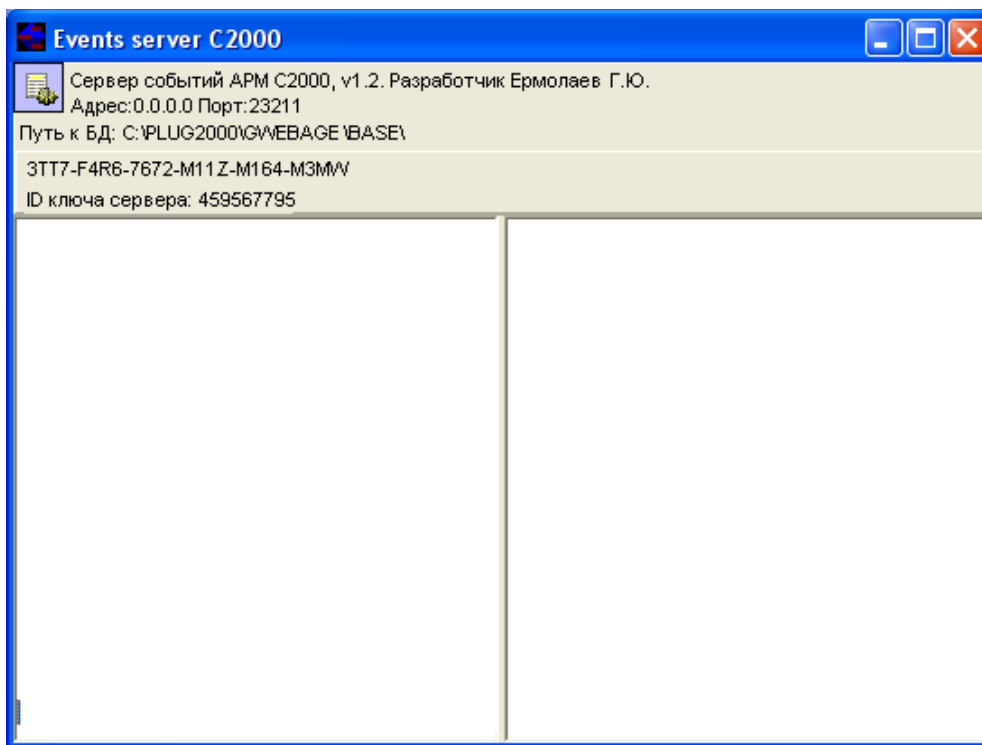 Events server C2000
Сервер событий АРМ С2000, v1.2. Разработчик Ермолаев Г.Ю.
Адрес:0.0.0.0 Порт:23211
Путь к БД: C:\PLUG2000\GWEBAGE\BASE\
3TT7-F4R6-7672-M11Z-M164-M3MW
ID ключа сервера: 459567795